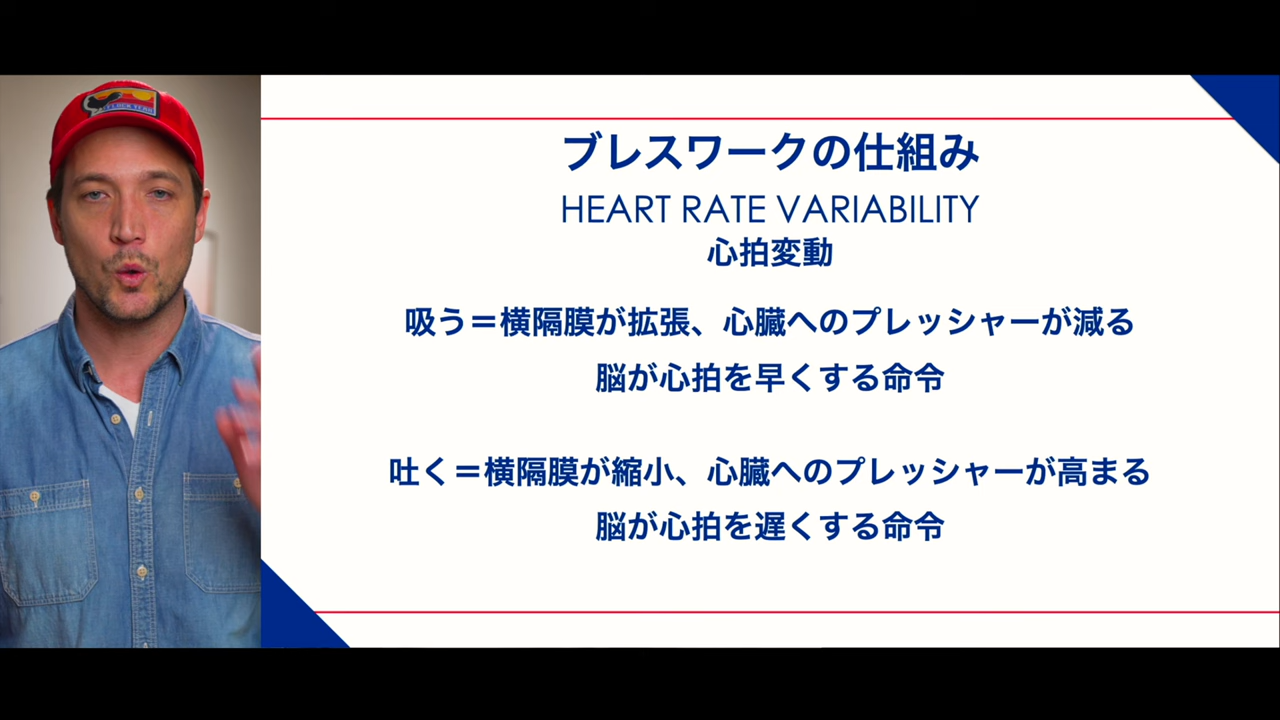 ブレスワークの仕組み
HEART RATE VARIABILITY
心拍変動
吸う＝横隔膜が拡張、心臓へのプレッシャーが減る
脳が心拍を早くする命令
吐く＝横隔膜が縮小、心臓へのプレッシャーが高まる
脳が心拍を遅くする命令